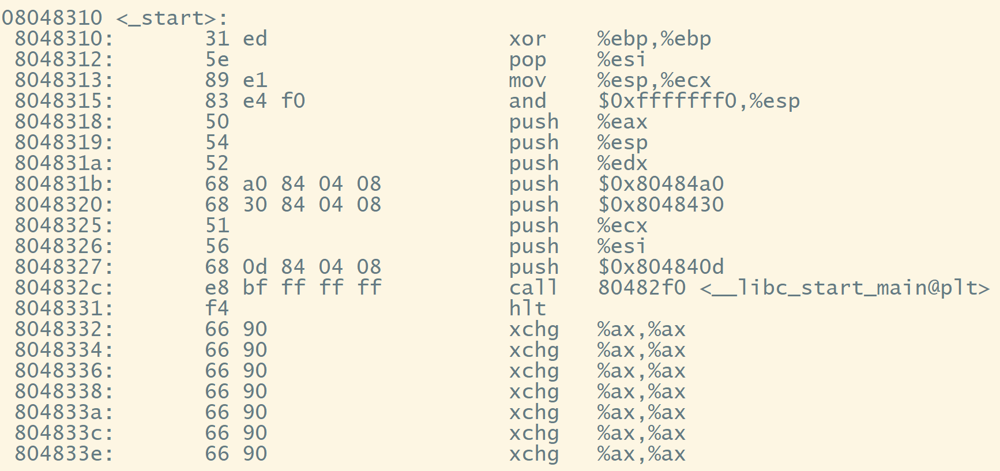 08048310 <_start>:
 8048310:	31 ed                	xor    %ebp,%ebp
 8048312:	5e                   	pop    %esi
 8048313:	89 e1                	mov    %esp,%ecx
 8048315:	83 e4 f0             	and    $0xfffffff0,%esp
 8048318:	50                   	push   %eax
 8048319:	54                   	push   %esp
 804831a:	52                   	push   %edx
 804831b:	68 a0 84 04 08       	push   $0x80484a0
 8048320:	68 30 84 04 08       	push   $0x8048430
 8048325:	51                   	push   %ecx
 8048326:	56                   	push   %esi
 8048327:	68 0d 84 04 08       	push   $0x804840d
 804832c:	e8 bf ff ff ff       	call   80482f0 <__libc_start_main@plt>
 8048331:	f4                   	hlt
 8048332:	66 90                	xchg   %ax,%ax
 8048334:	66 90                	xchg   %ax,%ax
 8048336:	66 90                	xchg   %ax,%ax
 8048338:	66 90                	xchg   %ax,%ax
 804833a:	66 90                	xchg   %ax,%ax
 804833c:	66 90                	xchg   %ax,%ax
 804833e:	66 90                	xchg   %ax,%ax